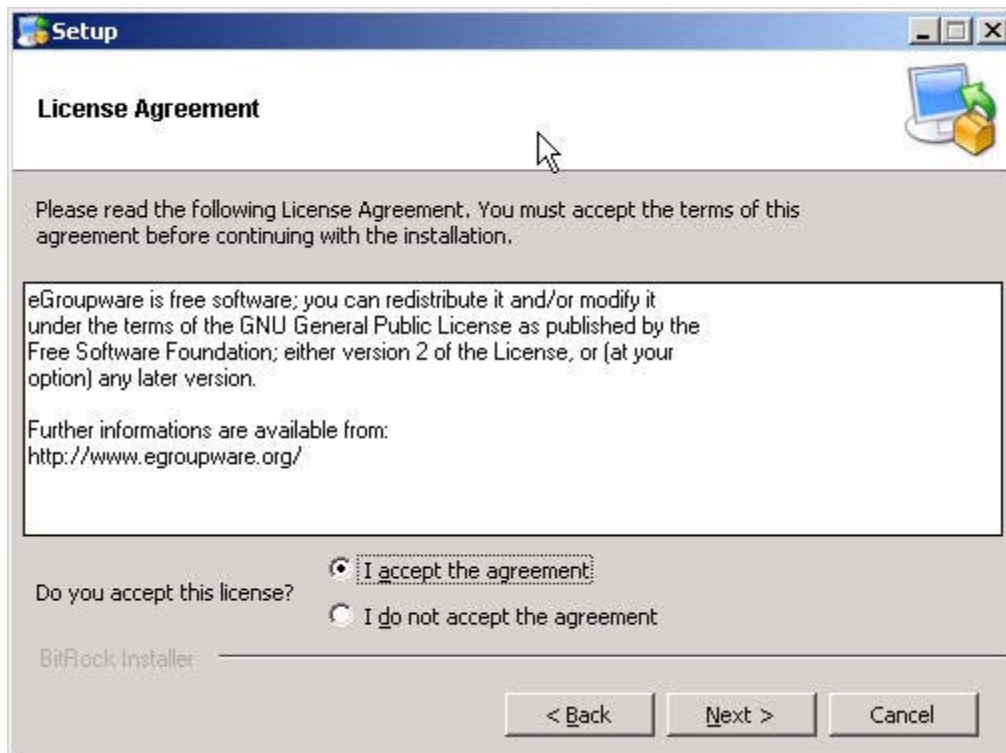 Setup
License Agreement
Please read the following License Agreement. You must accept the terms of this
agreement before continuing with the installation.
eGroupware is free software; you can redistribute it and/or modify it
under the terms of the GNU General Public License as published by the
Free Software Foundation; either version 2 of the License, or (at your
option) any later version.
Further informations are available from:
http://www.egroupware.org/
Do you accept this license?
I accept the agreement
I do not accept the agreement
BitRock Installer
< Back Next > Cancel